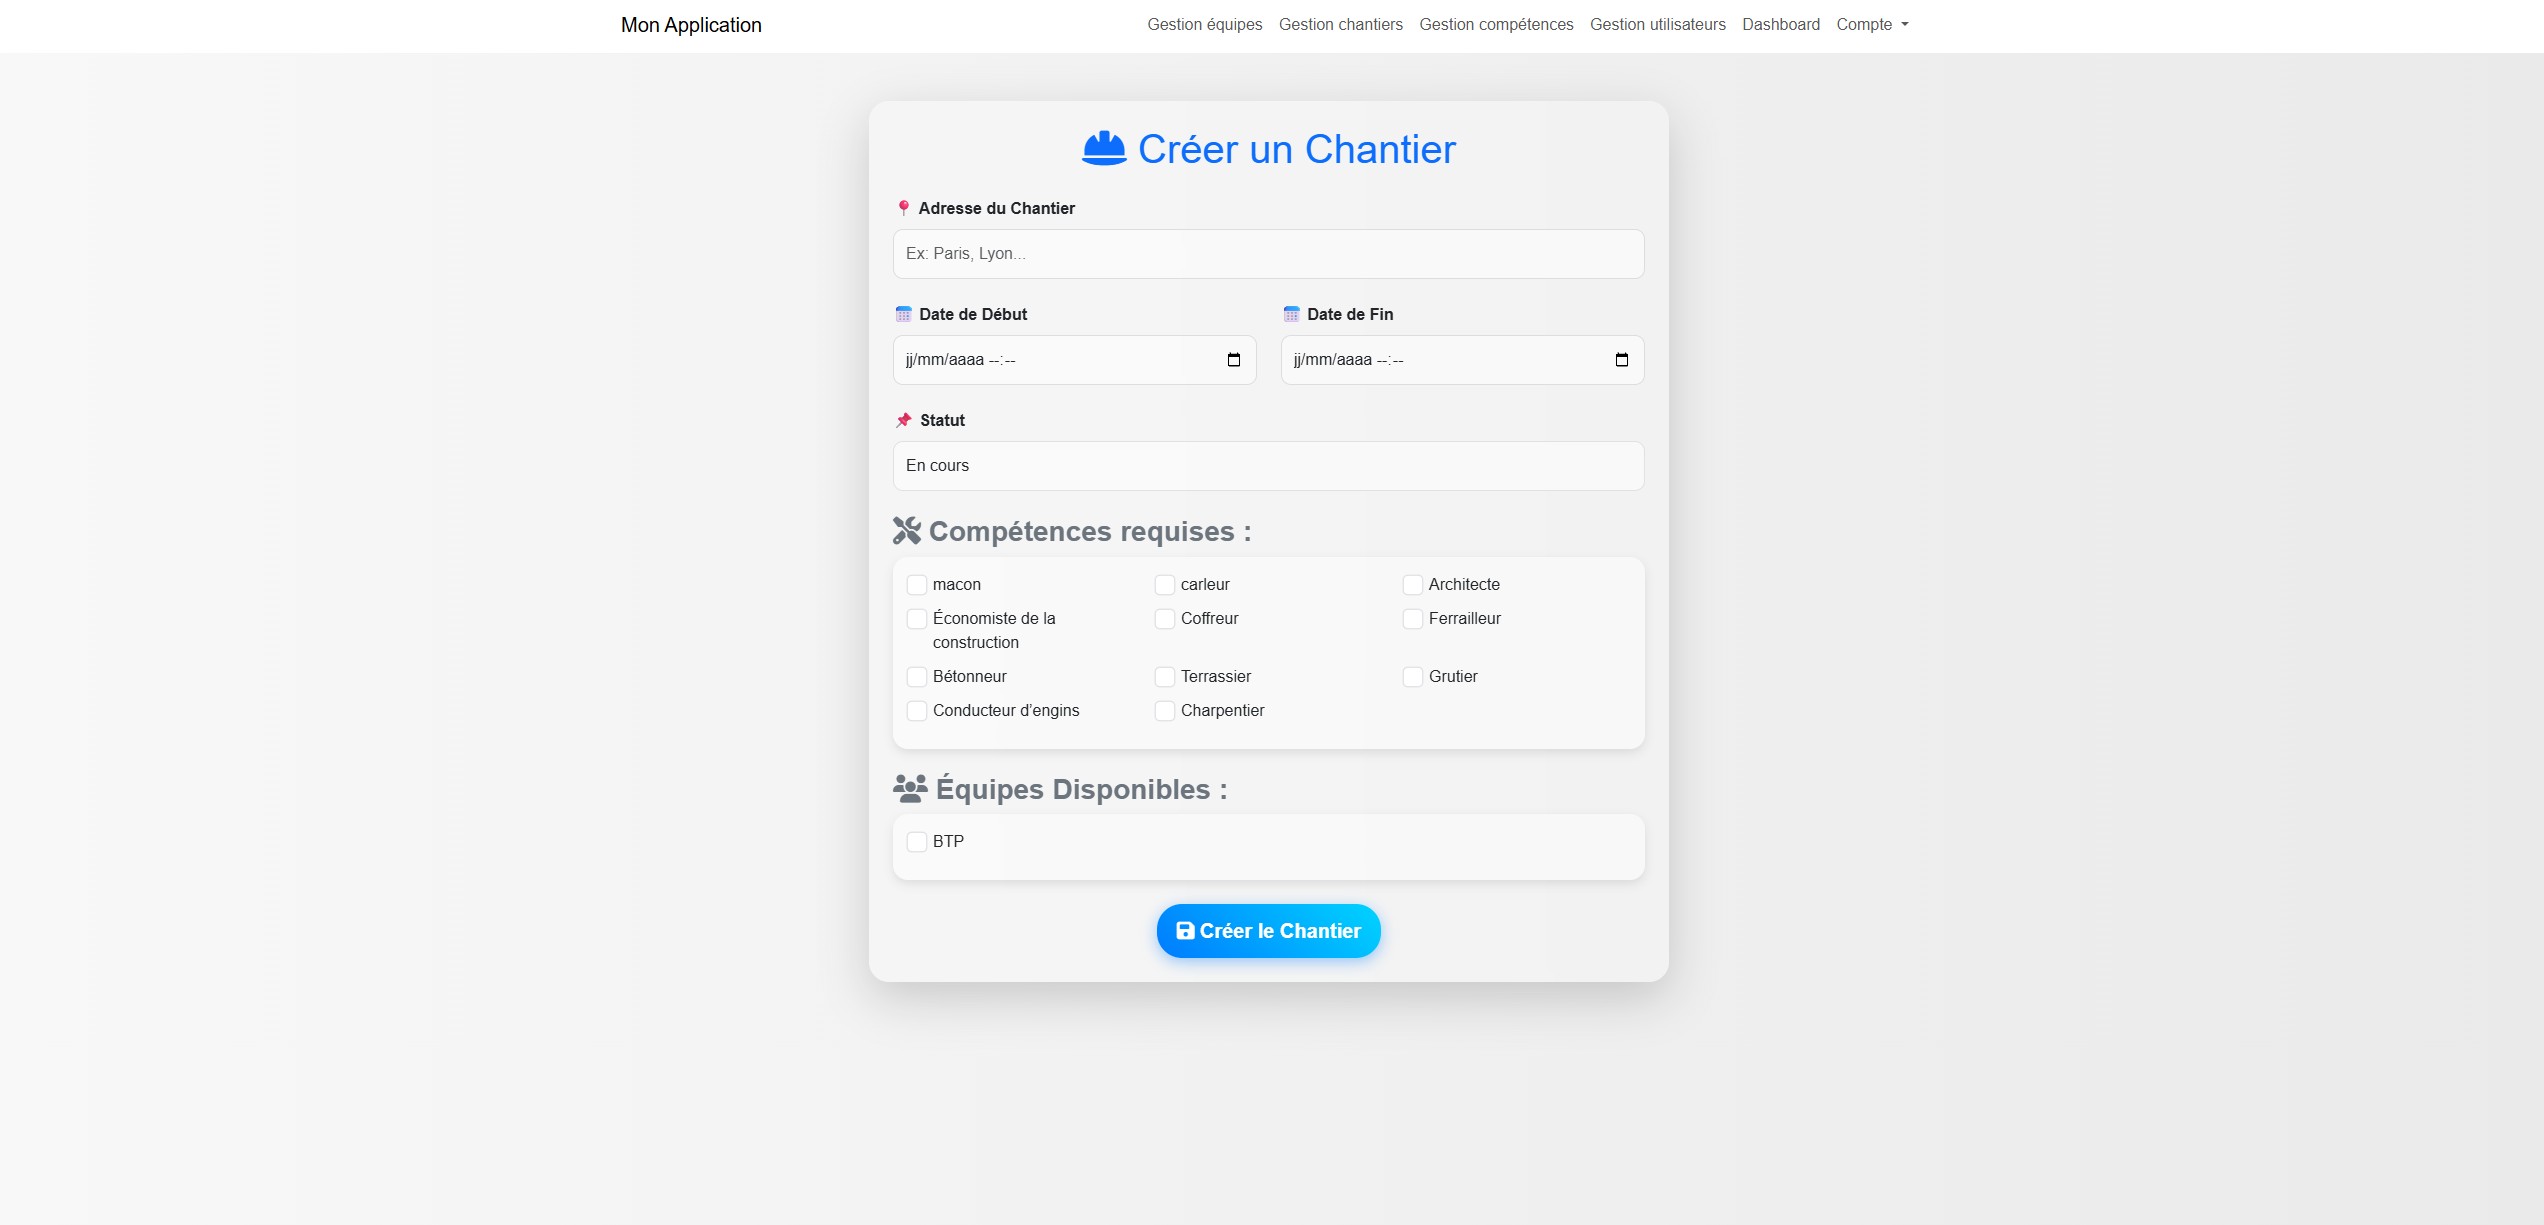 Mon Application
Gestion équipes Gestion chantiers Gestion compétences Gestion utilisateurs Dashboard Compte
Créer un Chantier
Adresse du Chantier
Ex: Paris, Lyon...
Date de Début Date de Fin
jj/mm/aaaa --:-- jj/mm/aaaa --:--
Statut
En cours
Compétences requises :
macon carleur Architecte
Économiste de la Coffreur Ferrailleur
construction
Bétonneur Terrassier Grutier
Conducteur d’engins Charpentier
Équipes Disponibles :
BTP
Créer le Chantier